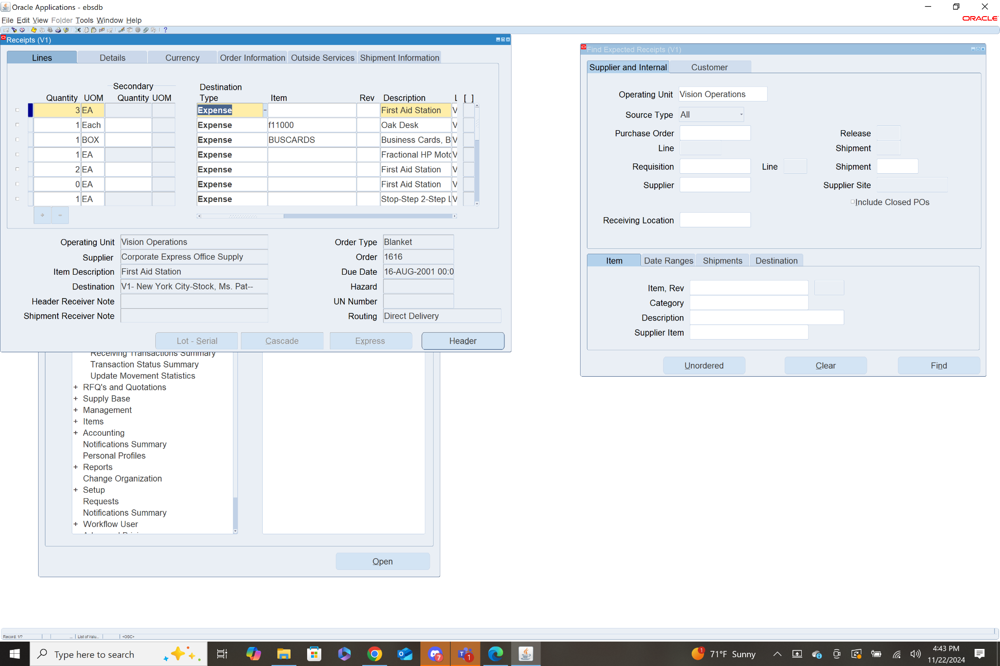 Oracle Applications - ebsdb
File Edit View Folder Tools Window Help
ORACLE
Receipts (V1)
Lines Details Currency Order Information Outside Services Shipment Information
Secondary
Destination
Quantity UOM Quantity UOM Type Item Rev Description L [ ]
3 EA Expense First Aid Station V
1 Each Expense f11000 Oak Desk V
1 BOX Expense BUSCARDS Business Cards, B V
1 EA Expense Fractional HP Moto V
2 EA Expense First Aid Station V
0 EA Expense First Aid Station V
1 EA Expense Stop-Step 2-Step L V
Operating Unit Vision Operations Order Type Blanket
Supplier Corporate Express Office Supply Order 1616
Item Description First Aid Station Due Date 16-AUG-2001 00:0
Destination V1- New York City-Stock, Ms. Pat-- Hazard
Header Receiver Note UN Number
Shipment Receiver Note Routing Direct Delivery
Lot - Serial Cascade Express Header
Find Expected Receipts (V1)
Supplier and Internal Customer
Operating Unit Vision Operations
Source Type All
Purchase Order Release
Line Shipment
Requisition Line Shipment
Supplier Supplier Site
Include Closed POs
Receiving Location
Item Date Ranges Shipments Destination
Item, Rev
Category
Description
Supplier Item
Unordered Clear Find
Receiving Transactions Summary
Transaction Status Summary
Update Movement Statistics
+ RFQ's and Quotations
+ Supply Base
+ Management
+ Items
+ Accounting
Notifications Summary
Personal Profiles
+ Reports
Change Organization
+ Setup
Requests
Notifications Summary
+ Workflow User
Open
Record: 1/? ... List of Valu... <OSC>
Type here to search
7
1
1
71°F Sunny
4:43 PM
11/22/2024